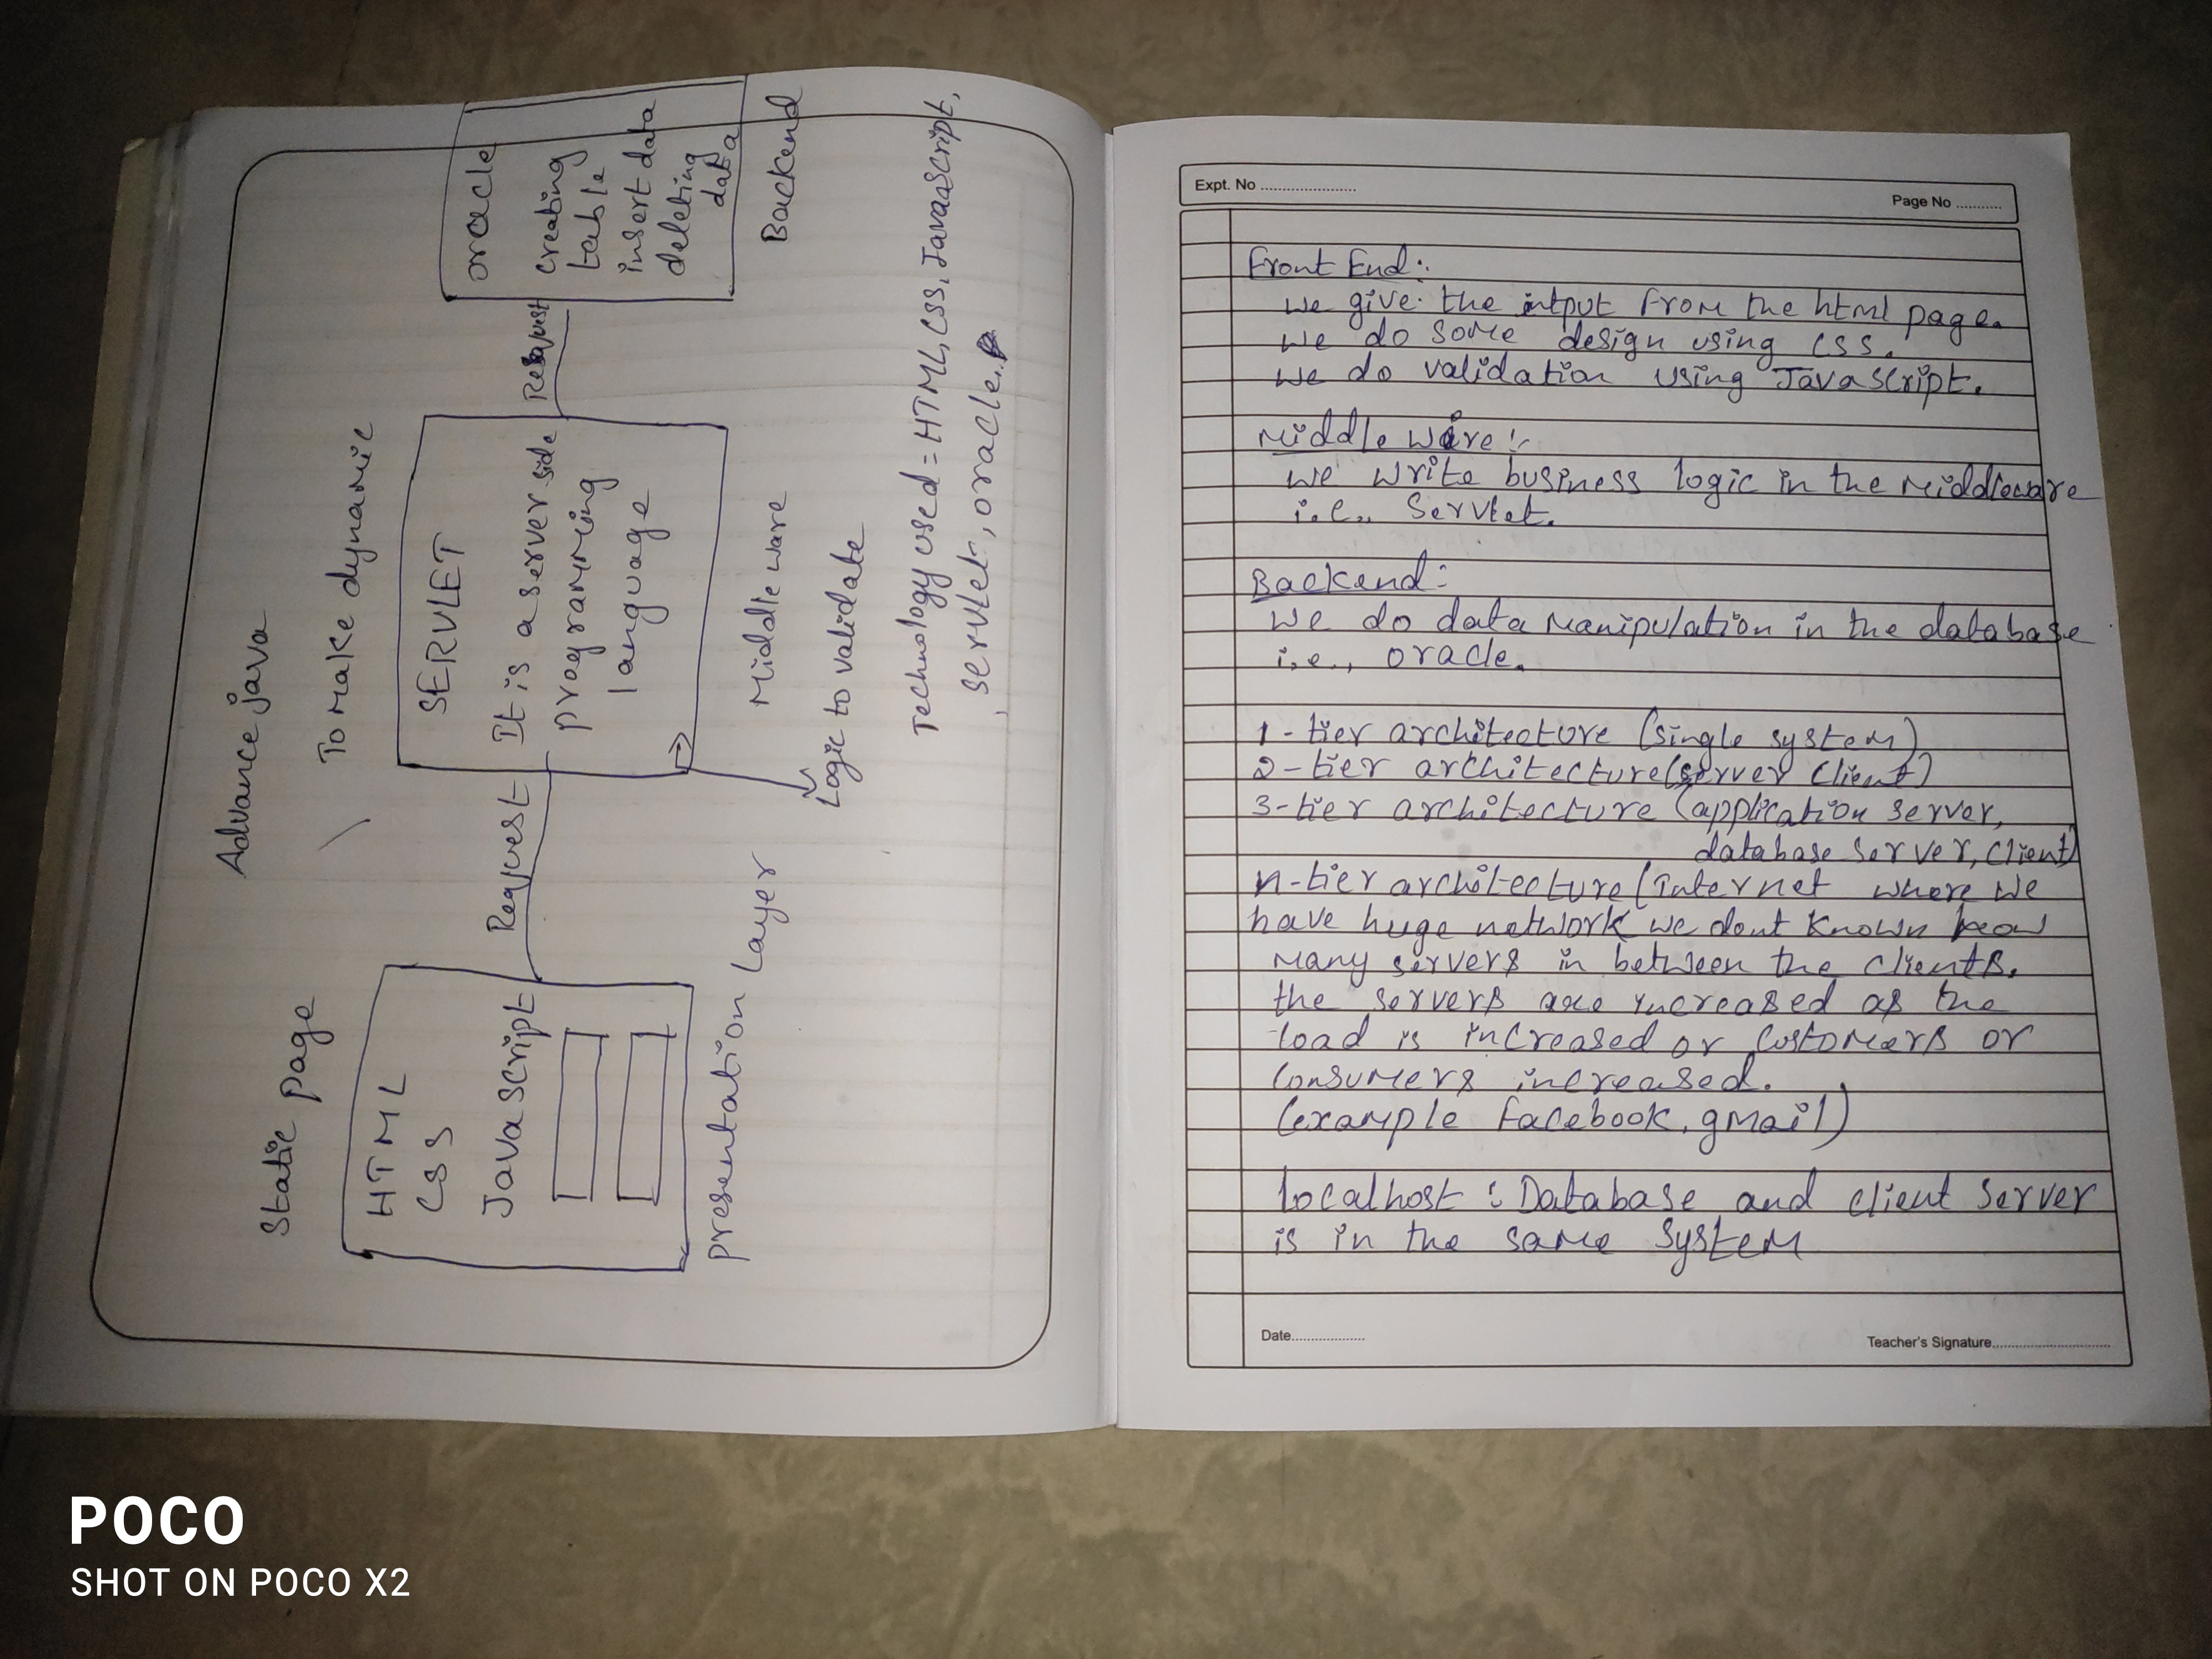 Advance java
Static page
To make dynamic
HTML
CSS
JavaScript
presentation Layer
Request
SERVLET
It is a server side
programming
language
Middle ware
Logic to validate
Request
oracle
creating
table
insert data
deleting
data
Backend
Technology used = HTML, CSS, JavaScript,
servlet, oracle.
Expt. No
Page No
Front End:
we give the intput from the html page.
we do some design using CSS.
we do validation using JavaScript.
Middle ware :-
we write business logic in the middleware
i.e., Servlet.
Backend:
we do data manipulation in the database
i.e., oracle.
1-tier architecture (single system)
2-tier architecture(server client)
3-tier architecture (application server,
database server, client)
n-tier architecture (internet where we
have huge network we dont known how
many servers in between the clients.
the servers are increased as the
load is increased or customers or
consumers increased.
(example Facebook, gmail)
localhost : Database and client server
is in the same system
Date
Teacher's Signature
POCO
SHOT ON POCO X2